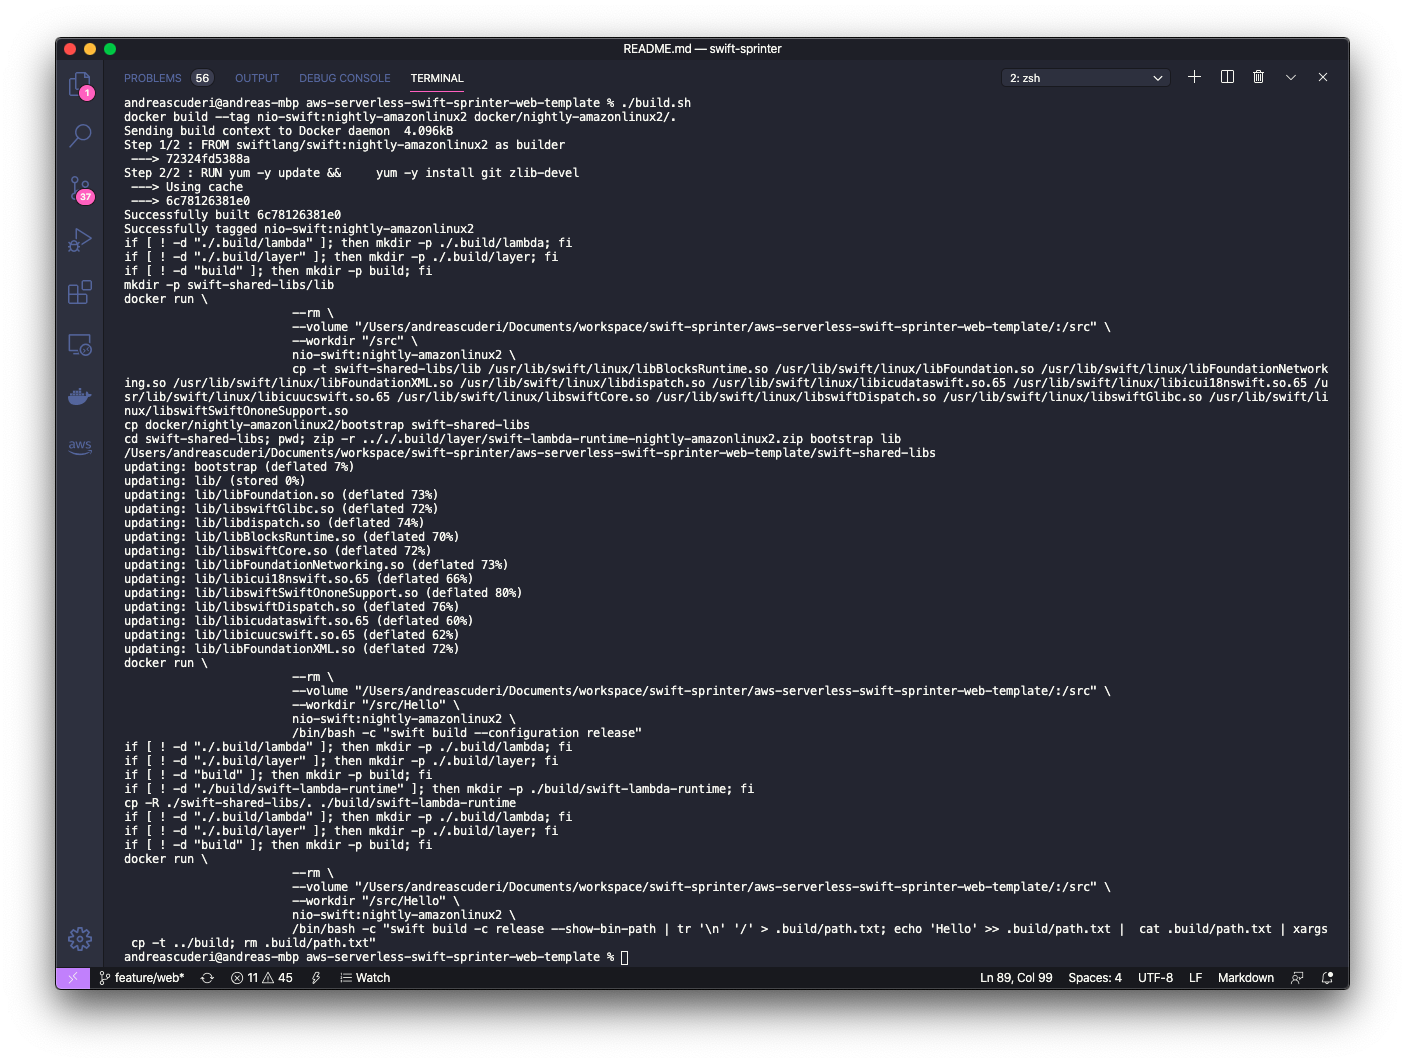 README.md — swift-sprinter
PROBLEMS 56 OUTPUT DEBUG CONSOLE TERMINAL 2: zsh
1
37
aws
andreascuderi@andreas-mbp aws-serverless-swift-sprinter-web-template % ./build.sh
docker build --tag nio-swift:nightly-amazonlinux2 docker/nightly-amazonlinux2/.
Sending build context to Docker daemon  4.096kB
Step 1/2 : FROM swiftlang/swift:nightly-amazonlinux2 as builder
 ---> 72324fd5388a
Step 2/2 : RUN yum -y update &&     yum -y install git zlib-devel
 ---> Using cache
 ---> 6c78126381e0
Successfully built 6c78126381e0
Successfully tagged nio-swift:nightly-amazonlinux2
if [ ! -d "./.build/lambda" ]; then mkdir -p ./.build/lambda; fi
if [ ! -d "./.build/layer" ]; then mkdir -p ./.build/layer; fi
if [ ! -d "build" ]; then mkdir -p build; fi
mkdir -p swift-shared-libs/lib
docker run \
--rm \
--volume "/Users/andreascuderi/Documents/workspace/swift-sprinter/aws-serverless-swift-sprinter-web-template/:/src" \
--workdir "/src" \
nio-swift:nightly-amazonlinux2 \
cp -t swift-shared-libs/lib /usr/lib/swift/linux/libBlocksRuntime.so /usr/lib/swift/linux/libFoundation.so /usr/lib/swift/linux/libFoundationNetwork
ing.so /usr/lib/swift/linux/libFoundationXML.so /usr/lib/swift/linux/libdispatch.so /usr/lib/swift/linux/libicudataswift.so.65 /usr/lib/swift/linux/libicui18nswift.so.65 /u
sr/lib/swift/linux/libicuucswift.so.65 /usr/lib/swift/linux/libswiftCore.so /usr/lib/swift/linux/libswiftDispatch.so /usr/lib/swift/linux/libswiftGlibc.so /usr/lib/swift/li
nux/libswiftSwiftOnoneSupport.so
cp docker/nightly-amazonlinux2/bootstrap swift-shared-libs
cd swift-shared-libs; pwd; zip -r .././.build/layer/swift-lambda-runtime-nightly-amazonlinux2.zip bootstrap lib
/Users/andreascuderi/Documents/workspace/swift-sprinter/aws-serverless-swift-sprinter-web-template/swift-shared-libs
updating: bootstrap (deflated 7%)
updating: lib/ (stored 0%)
updating: lib/libFoundation.so (deflated 73%)
updating: lib/libswiftGlibc.so (deflated 72%)
updating: lib/libdispatch.so (deflated 74%)
updating: lib/libBlocksRuntime.so (deflated 70%)
updating: lib/libswiftCore.so (deflated 72%)
updating: lib/libFoundationNetworking.so (deflated 73%)
updating: lib/libicui18nswift.so.65 (deflated 66%)
updating: lib/libswiftSwiftOnoneSupport.so (deflated 80%)
updating: lib/libswiftDispatch.so (deflated 76%)
updating: lib/libicudataswift.so.65 (deflated 60%)
updating: lib/libicuucswift.so.65 (deflated 62%)
updating: lib/libFoundationXML.so (deflated 72%)
docker run \
--rm \
--volume "/Users/andreascuderi/Documents/workspace/swift-sprinter/aws-serverless-swift-sprinter-web-template/:/src" \
--workdir "/src/Hello" \
nio-swift:nightly-amazonlinux2 \
/bin/bash -c "swift build --configuration release"
if [ ! -d "./.build/lambda" ]; then mkdir -p ./.build/lambda; fi
if [ ! -d "./.build/layer" ]; then mkdir -p ./.build/layer; fi
if [ ! -d "build" ]; then mkdir -p build; fi
if [ ! -d "./build/swift-lambda-runtime" ]; then mkdir -p ./build/swift-lambda-runtime; fi
cp -R ./swift-shared-libs/. ./build/swift-lambda-runtime
if [ ! -d "./.build/lambda" ]; then mkdir -p ./.build/lambda; fi
if [ ! -d "./.build/layer" ]; then mkdir -p ./.build/layer; fi
if [ ! -d "build" ]; then mkdir -p build; fi
docker run \
--rm \
--volume "/Users/andreascuderi/Documents/workspace/swift-sprinter/aws-serverless-swift-sprinter-web-template/:/src" \
--workdir "/src/Hello" \
nio-swift:nightly-amazonlinux2 \
/bin/bash -c "swift build -c release --show-bin-path | tr '\n' '/' > .build/path.txt; echo 'Hello' >> .build/path.txt |  cat .build/path.txt | xargs
 cp -t ../build; rm .build/path.txt"
andreascuderi@andreas-mbp aws-serverless-swift-sprinter-web-template %
feature/web* 11 45 Watch Ln 89, Col 99 Spaces: 4 UTF-8 LF Markdown